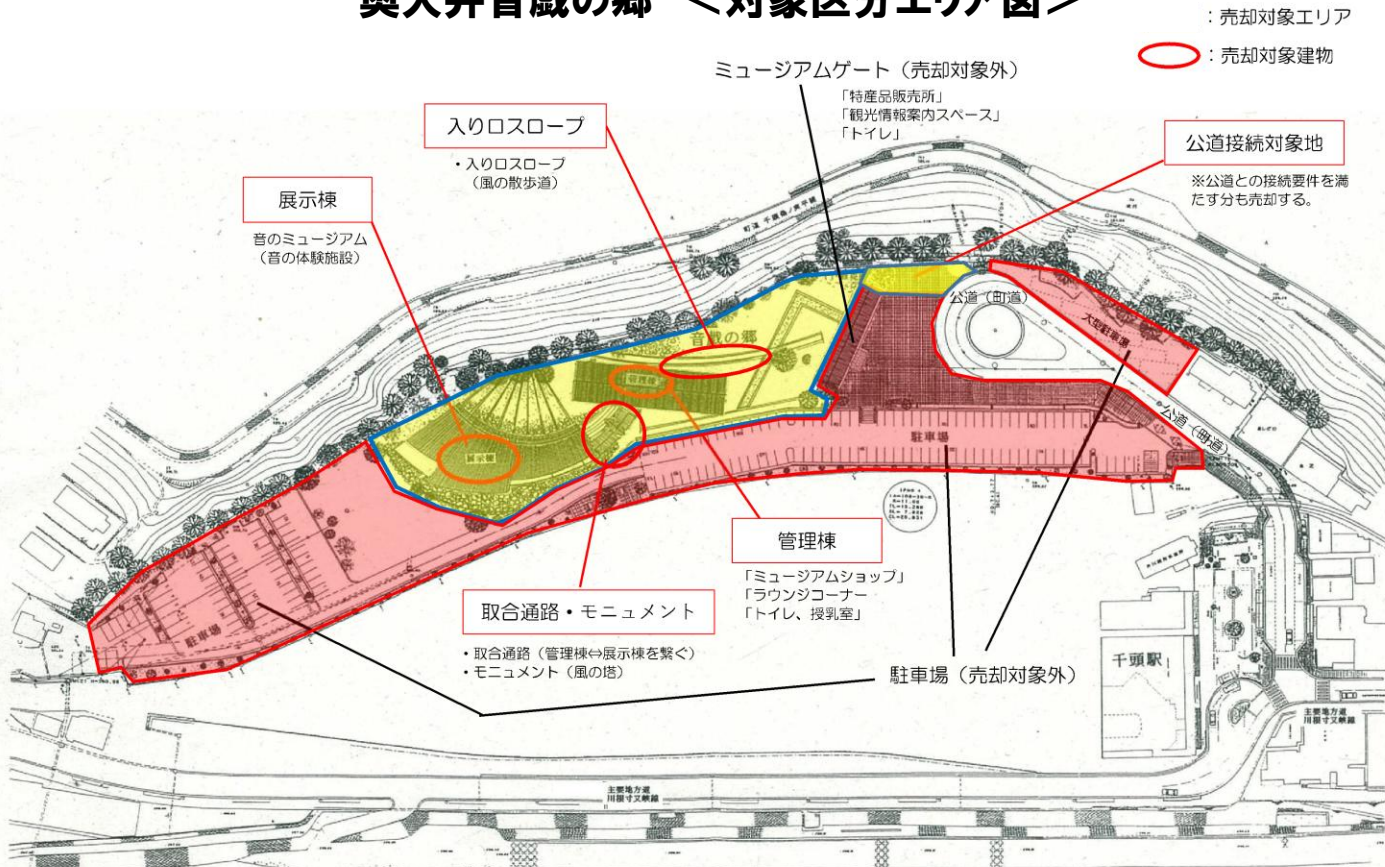 奥大井音戯の郷 ＜対象区分エリア図＞
：売却対象エリア
：売却対象建物
ミュージアムゲート（売却対象外）
「特産品販売所」
「観光情報案内スペース」
「トイレ」
入り口スロープ
・入り口スロープ
（風の散歩道）
公道接続対象地
※公道との接続要件を満
たす分も売却する。
展示棟
音のミュージアム
（音の体験施設）
公道（町道）
大型駐車場
音戯の郷
管理棟
公道（町道）
駐車場
展示棟
管理棟
「ミュージアムショップ」
「ラウンジコーナー
「トイレ、授乳室」
取合通路・モニュメント
・取合通路（管理棟⇔展示棟を繋ぐ）
・モニュメント（風の塔）
駐車場
駐車場（売却対象外）
千頭駅
主要地方道
川根寸又峡線
主要地方道
川根寸又峡線